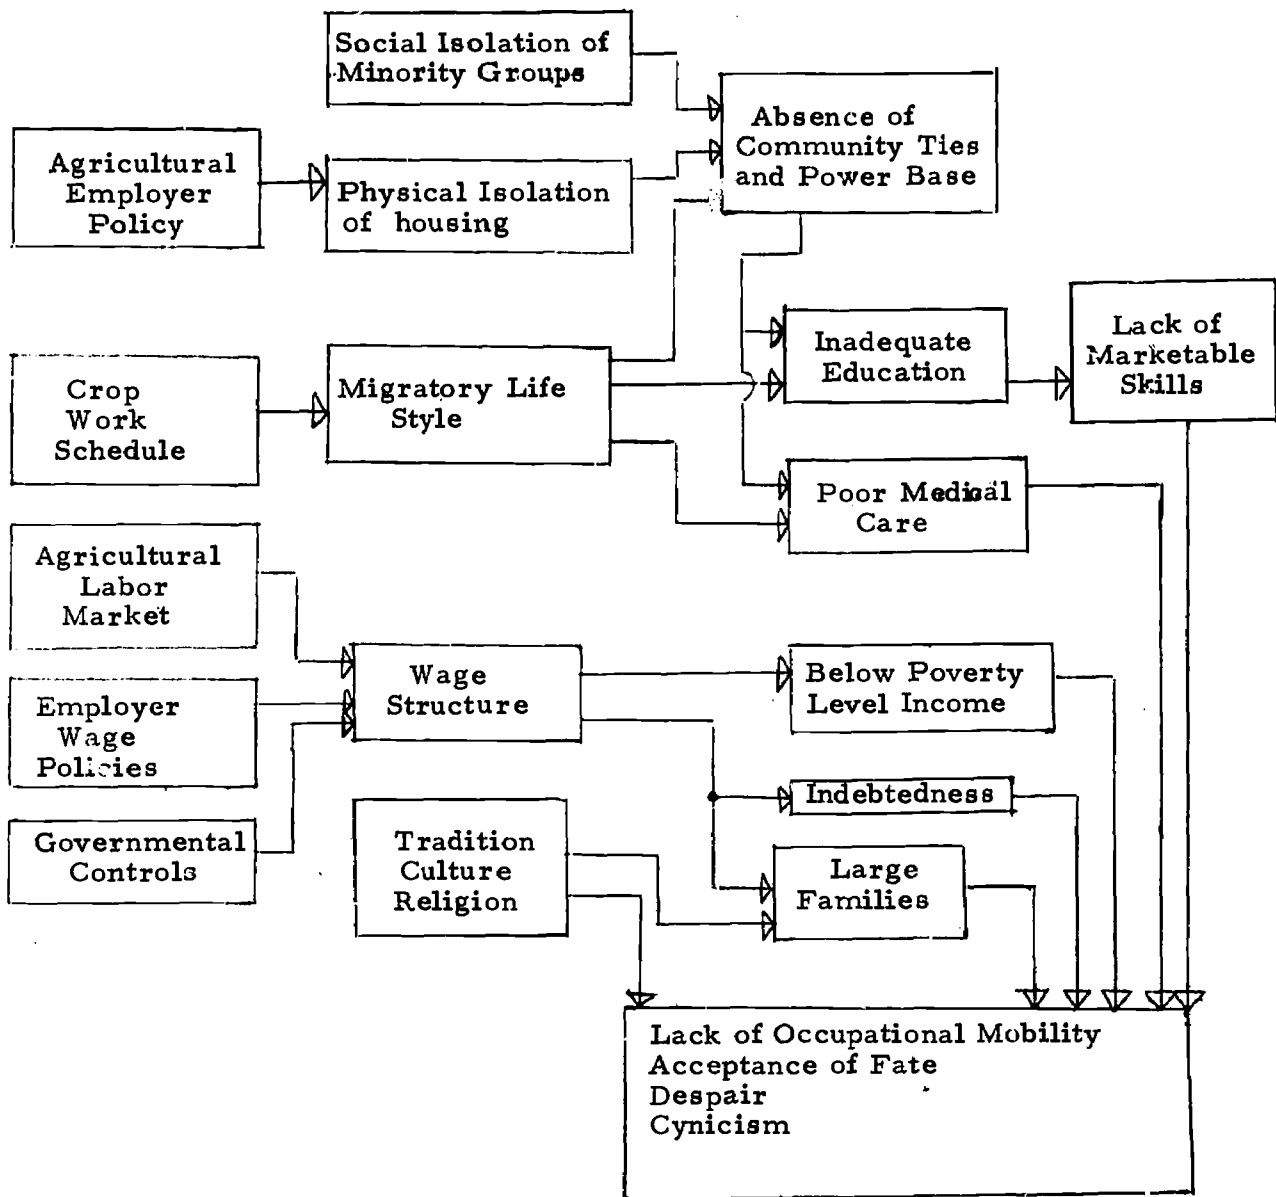 Social Isolation of
Minority Groups
Absence of
Community Ties
and Power Base
Agricultural
Employer
Policy
Physical Isolation
of housing
Crop
Work
Schedule
Migratory Life
Style
Inadequate
Education
Lack of
Marketable
Skills
Poor Medical
Care
Agricultural
Labor
Market
Wage
Structure
Below Poverty
Level Income
Employer
Wage
Policies
Indebtedness
Governmental
Controls
Tradition
Culture
Religion
Large
Families
Lack of Occupational Mobility
Acceptance of Fate
Despair
Cynicism